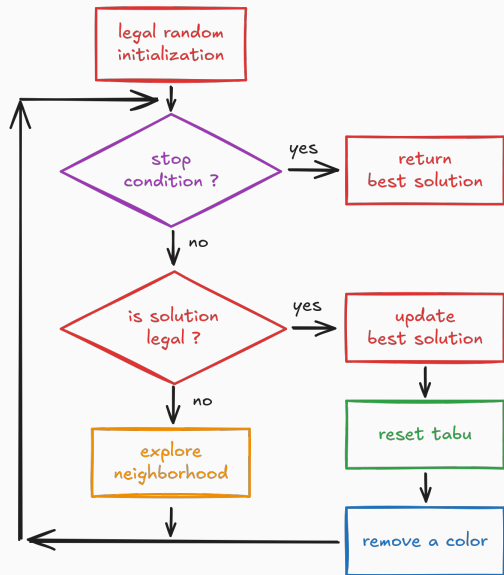 legal random
initialization
stop
condition ?
yes
return
best solution
no
is solution
legal ?
yes
update
best solution
no
reset tabu
explore
neighborhood
remove a color